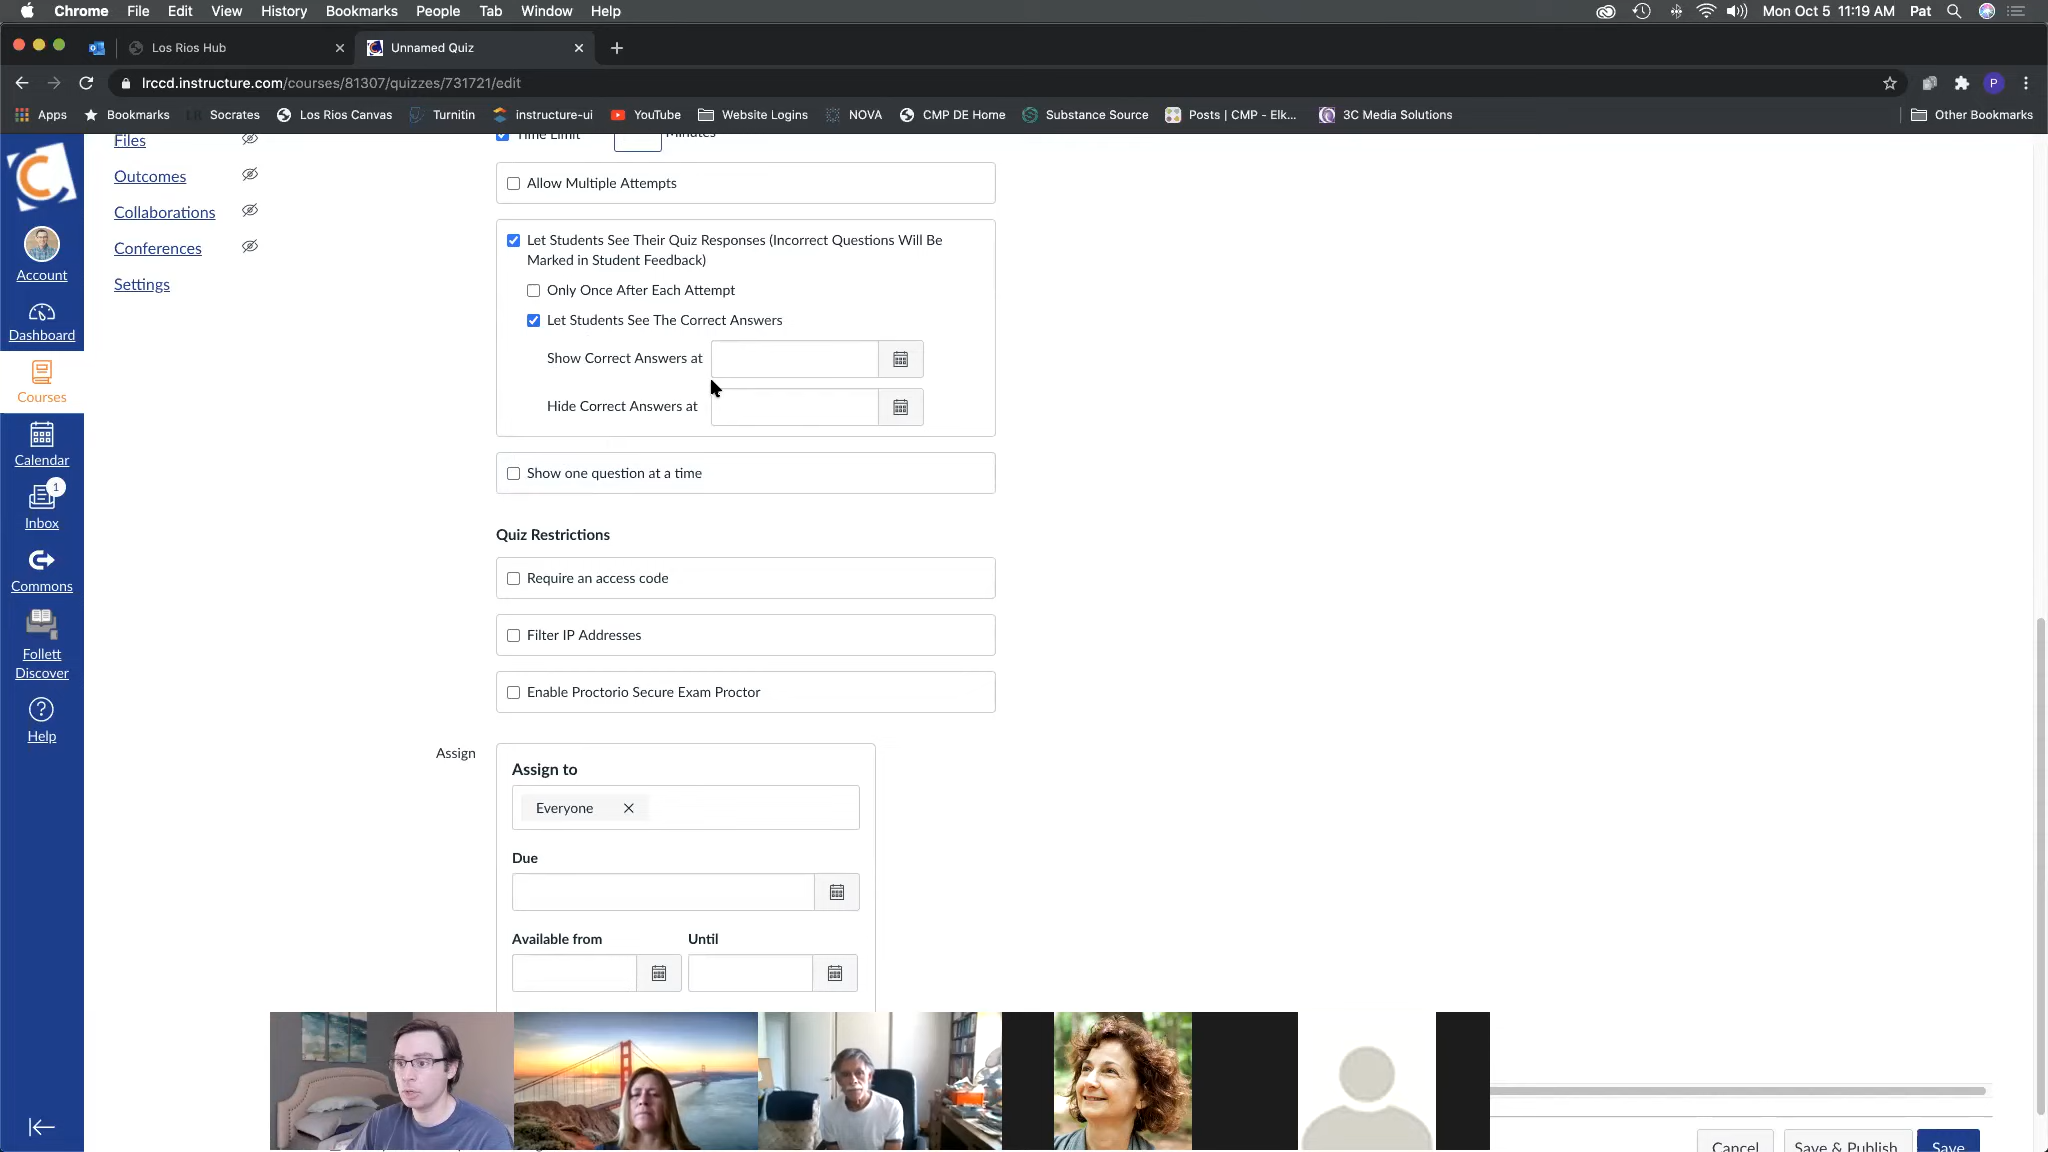 Chrome File Edit View History Bookmarks People Tab Window Help Mon Oct 5 11:19 AM Pat
Los Rios Hub Unnamed Quiz
lrccd.instructure.com/courses/81307/quizzes/731721/edit P
Apps Bookmarks LR Socrates Los Rios Canvas Turnitin instructure-ui YouTube Website Logins NOVA CMP DE Home Substance Source Posts | CMP - Elk... 3C Media Solutions Other Bookmarks
Files
Outcomes
Collaborations
Conferences
Settings
Account
Dashboard
Courses
Calendar
1
Inbox
Commons
Follett
Discover
Help
Time Limit Minutes
Allow Multiple Attempts
Let Students See Their Quiz Responses (Incorrect Questions Will Be
Marked in Student Feedback)
Only Once After Each Attempt
Let Students See The Correct Answers
Show Correct Answers at
Hide Correct Answers at
Show one question at a time
Quiz Restrictions
Require an access code
Filter IP Addresses
Enable Proctorio Secure Exam Proctor
Assign
Assign to
Everyone
Due
Available from Until
Cancel Save & Publish Save